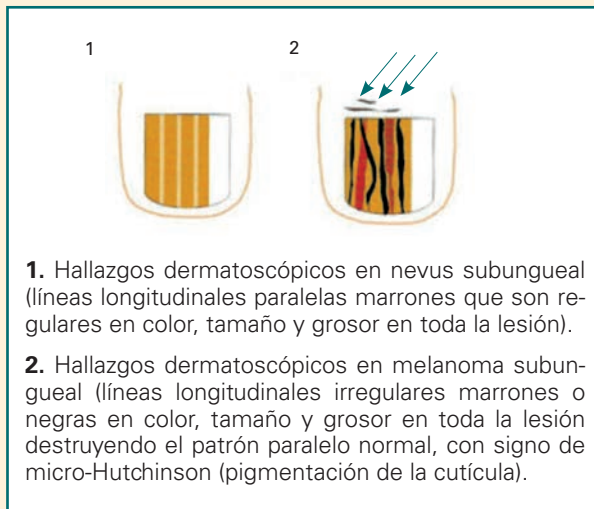 1 2
1. Hallazgos dermatoscópicos en nevus subungueal
(líneas longitudinales paralelas marrones que son re-
gulares en color, tamaño y grosor en toda la lesión).
2. Hallazgos dermatoscópicos en melanoma subun-
gueal (líneas longitudinales irregulares marrones o
negras en color, tamaño y grosor en toda la lesión
destruyendo el patrón paralelo normal, con signo de
micro-Hutchinson (pigmentación de la cutícula).